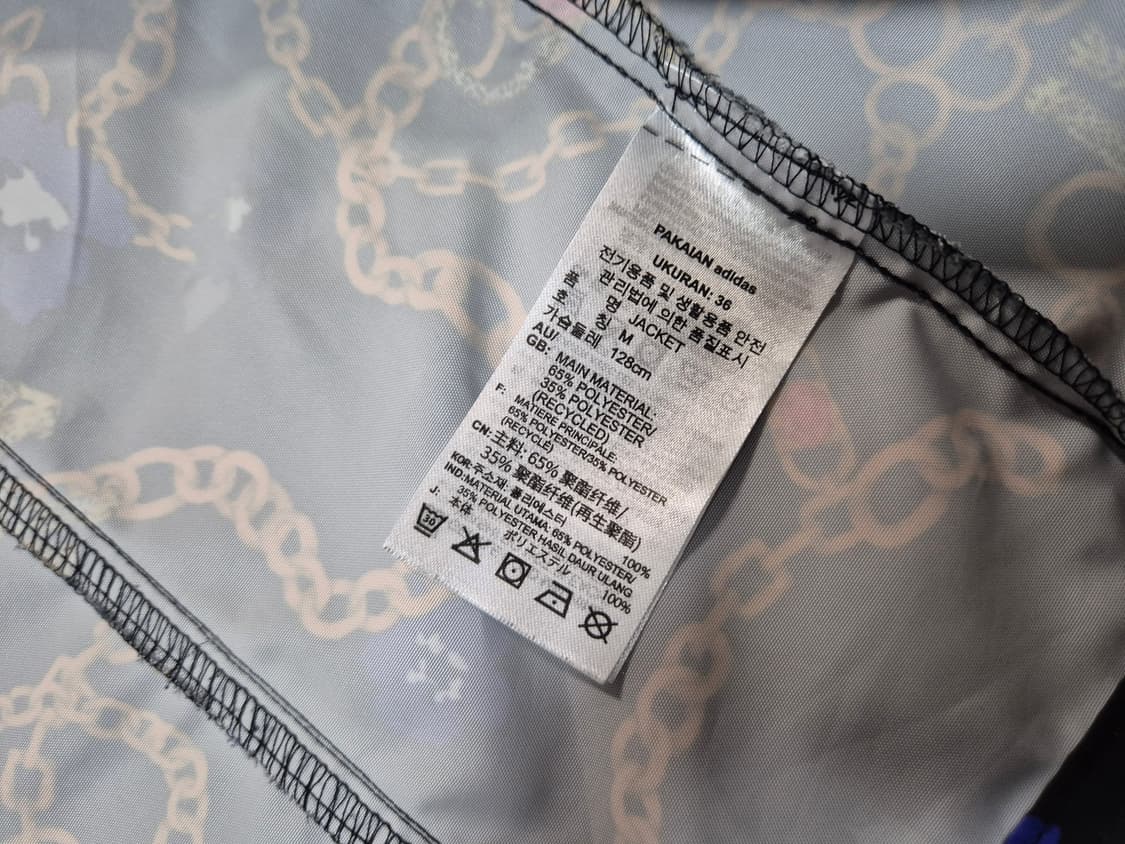 PAKAIAN adidas
UKURAN: 36
전기용품 및 생활용품 안전
관리법에 의한 품질표시
품 명 JACKET
호 칭 M
가슴둘레 128cm
AU/
GB: MAIN MATERIAL.
65% POLYESTER/
35% POLYESTER
(RECYCLED)
F: MATIERE PRINCIPALE.
65% POLYESTER/35% POLYESTER
(RECYCLÉ)
CN: 主料: 65% 聚酯纤维/
35% 聚酯纤维(再生聚酯)
KOR: 주소재: 폴리에스터 100%
IND: MATERIAL UTAMA: 65% POLYESTER/
35% POLYESTER HASIL DAUR ULANG
J: 本体 ポリエステル 100%
30